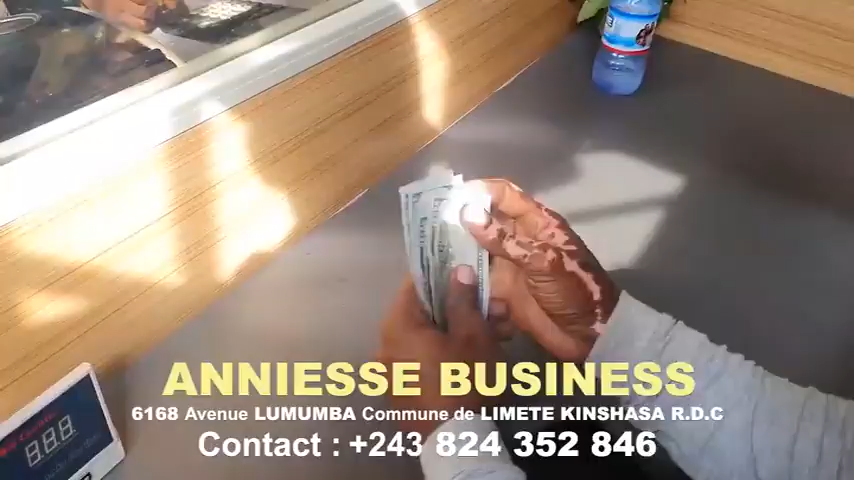 ANNIESSE BUSINESS
6168 Avenue LUMUMBA Commune de LIMETE KINSHASA R.D.C
Contact : +243 824 352 846